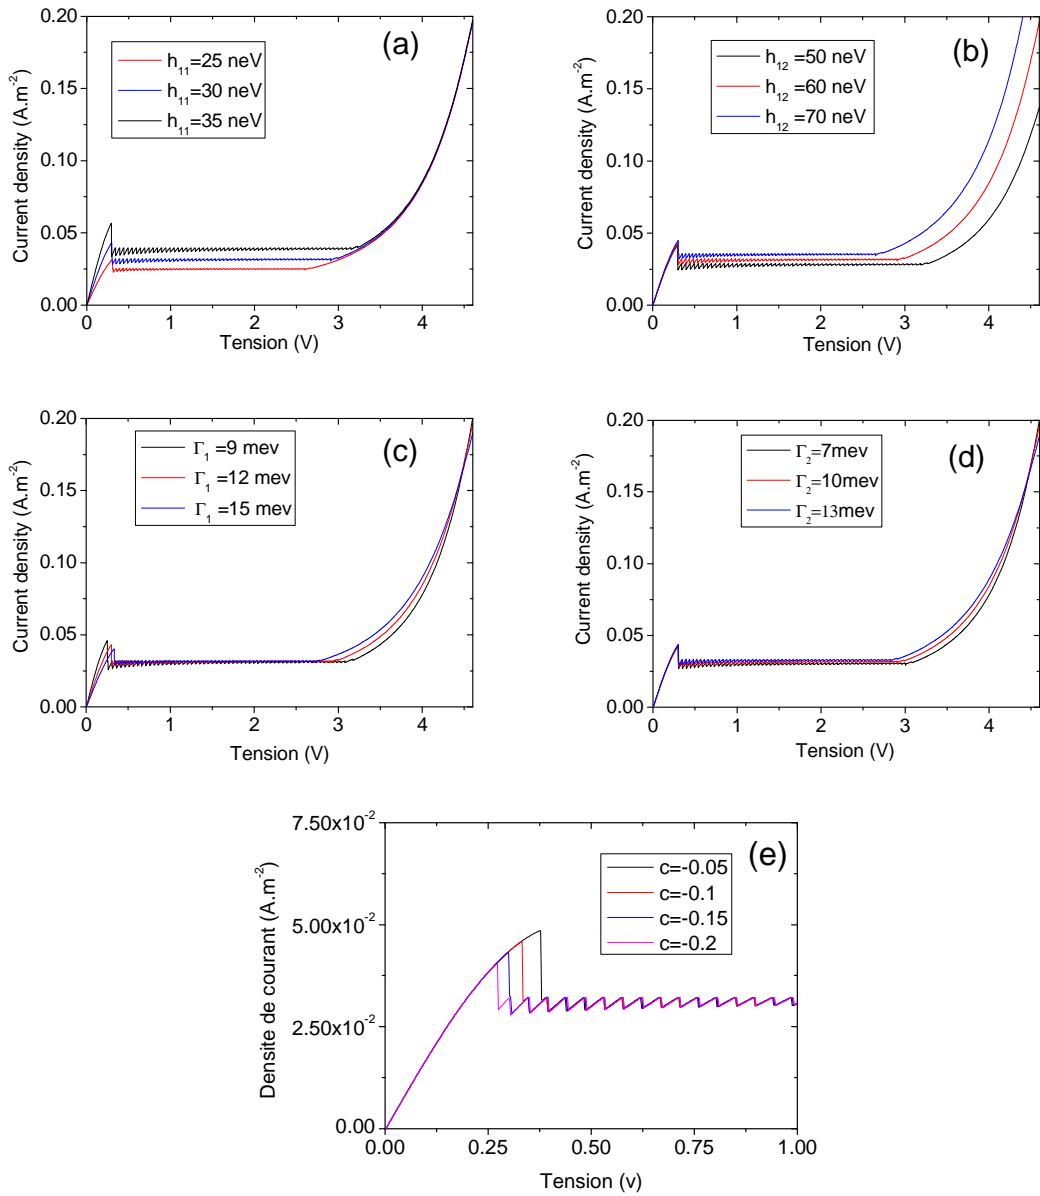 (a)
h11=25 neV
h11=30 neV
h11=35 neV
Current density (A.m-2)
0.20
0.15
0.10
0.05
0.00
0 1 2 3 4
Tension (V)
(b)
h12 =50 neV
h12 =60 neV
h12 =70 neV
Current density (A.m-2)
0.20
0.15
0.10
0.05
0.00
0 1 2 3 4
Tension (V)
(c)
Γ1 =9 mev
Γ1 =12 mev
Γ1 =15 mev
Current density (A.m-2)
0.20
0.15
0.10
0.05
0.00
0 1 2 3 4
Tension (V)
(d)
Γ2=7mev
Γ2=10mev
Γ2=13mev
Current density (A.m-2)
0.20
0.15
0.10
0.05
0.00
0 1 2 3 4
Tension (V)
(e)
c=-0.05
c=-0.1
c=-0.15
c=-0.2
Densite de courant (A.m-2)
7.50x10-2
5.00x10-2
2.50x10-2
0.00
0.00 0.25 0.50 0.75 1.00
Tension (v)